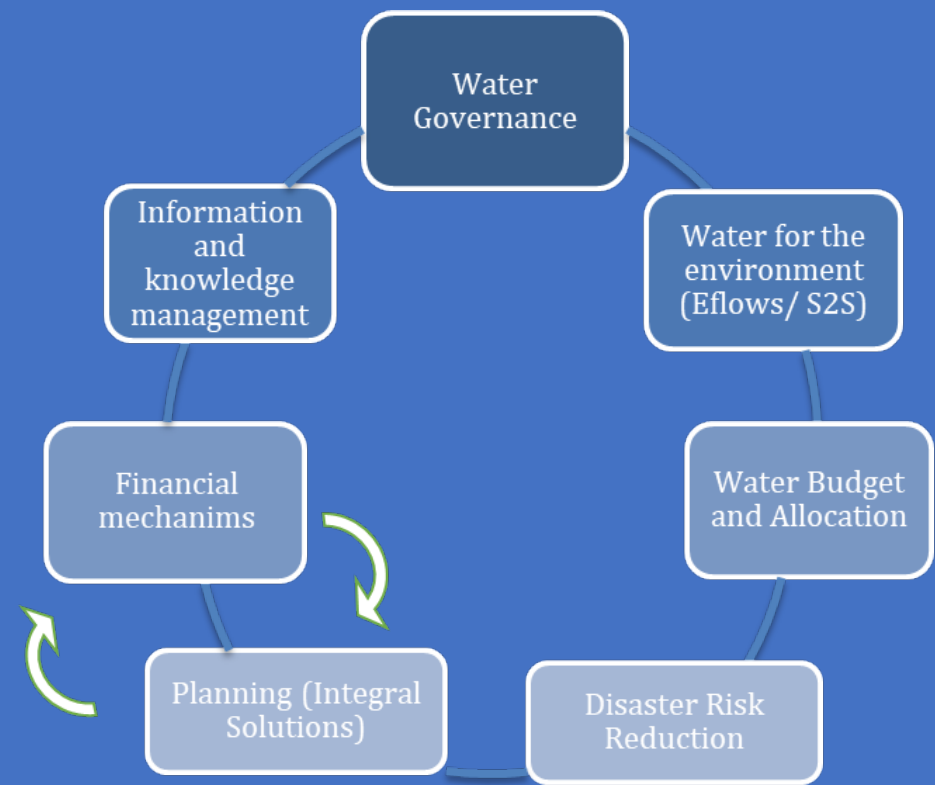 Water
Governance
Water for the
environment
(Eflows/ S2S)
Water Budget
and Allocation
Disaster Risk
Reduction
Planning (Integral
Solutions)
Financial
mechanims
Information
and
knowledge
management